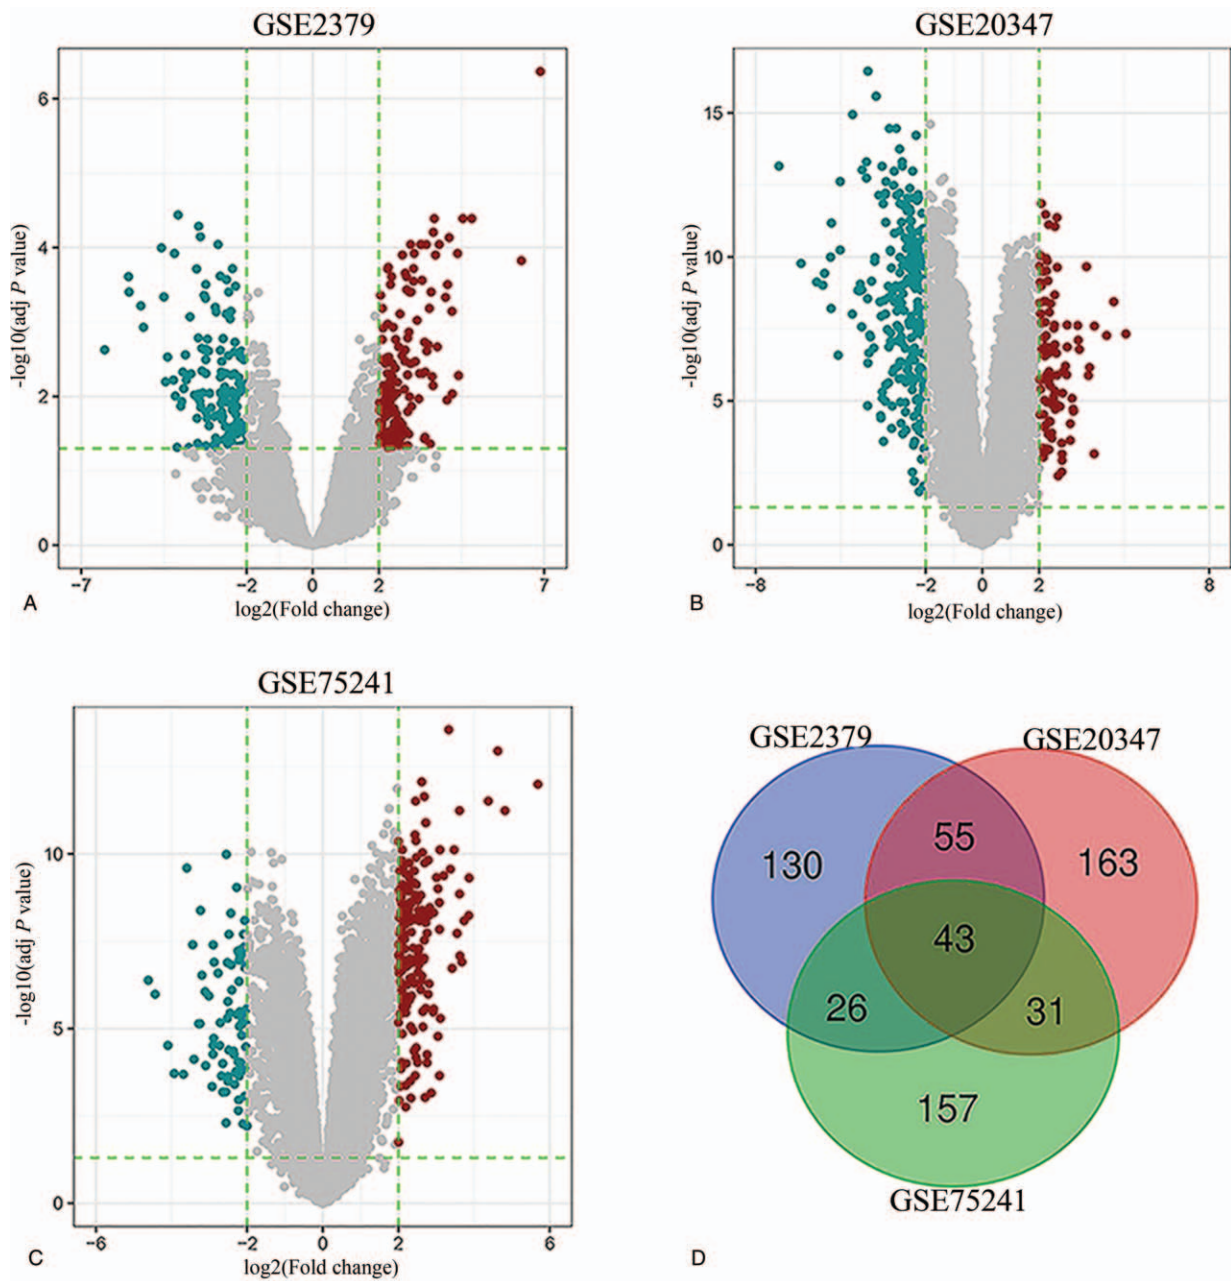 GSE2379
6
4
2
0
-log10(adj P value)
−7
−2
0
2
7
log2(Fold change)
A
GSE20347
15
10
5
0
-log10(adj P value)
−8
−2
0
2
8
log2(Fold change)
B
GSE75241
10
5
0
-log10(adj P value)
−6
−2
0
2
6
log2(Fold change)
C
GSE2379
GSE20347
55
130
163
43
26
31
157
GSE75241
D